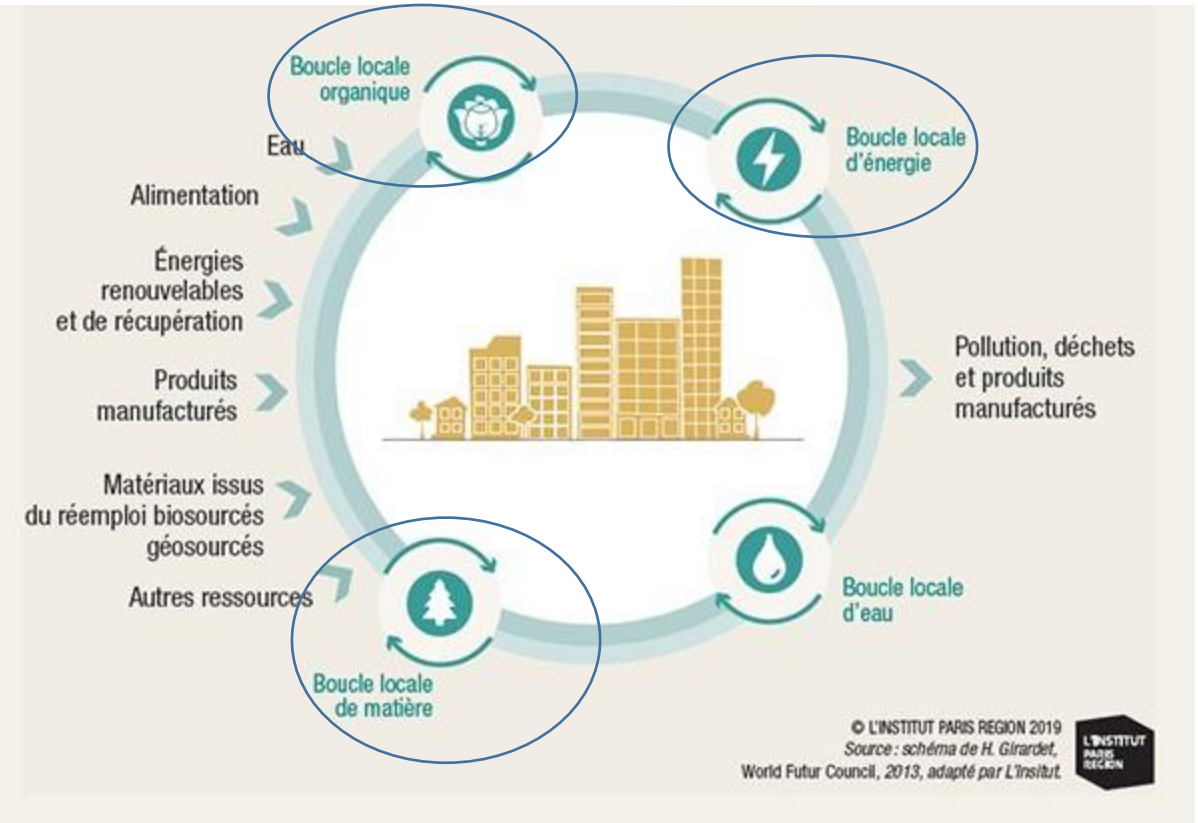 Boucle locale
organique
Eau
Alimentation
Énergies
renouvelables
et de récupération
Produits
manufacturés
Matériaux issus
du réemploi biosourcés
géosourcés
Autres ressources
Boucle locale
d'énergie
Pollution, déchets
et produits
manufacturés
Boucle locale
d'eau
Boucle locale
de matière
© L'INSTITUT PARIS REGION 2019
Source : schéma de H. Girardet,
World Futur Council, 2013, adapté par L'Insitut.
L'INSTITUT
PARIS
REGION